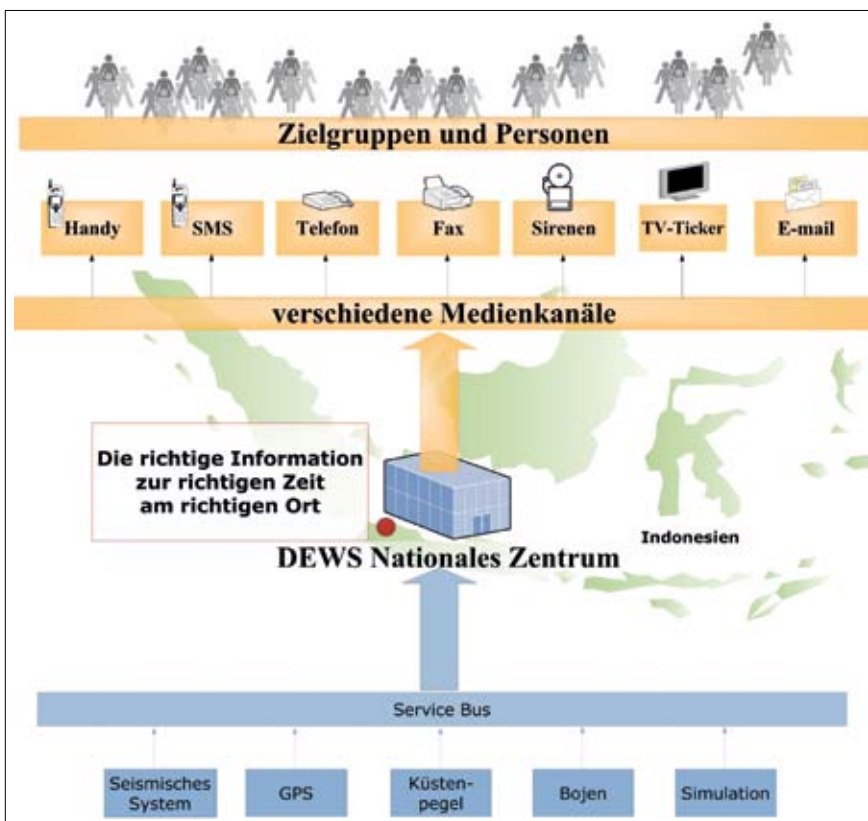 Zielgruppen und Personen
Handy
SMS
Telefon
Fax
Sirenen
TV-Ticker
E-mail
verschiedene Medienkanäle
Die richtige Information
zur richtigen Zeit
am richtigen Ort
Indonesien
DEWS Nationales Zentrum
Service Bus
Seismisches
System
GPS
Küsten-
pegel
Bojen
Simulation